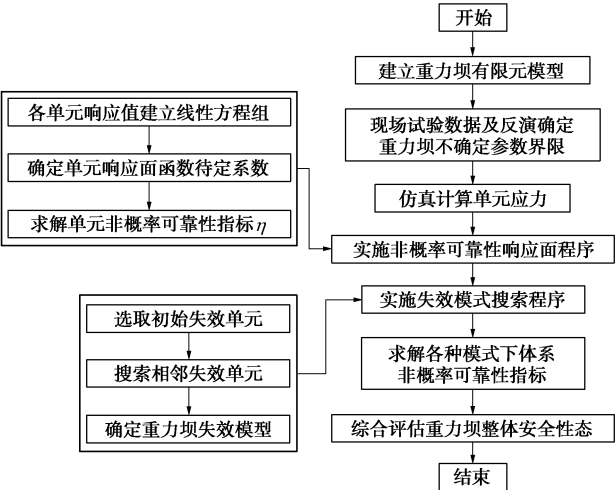 开始
建立重力坝有限元模型
现场试验数据及反演确定
重力坝不确定参数界限
仿真计算单元应力
实施非概率可靠性响应面程序
实施失效模式搜索程序
求解各种模式下体系
非概率可靠性指标
综合评估重力坝整体安全性态
结束
各单元响应值建立线性方程组
确定单元响应面函数待定系数
求解单元非概率可靠性指标η
选取初始失效单元
搜索相邻失效单元
确定重力坝失效模型